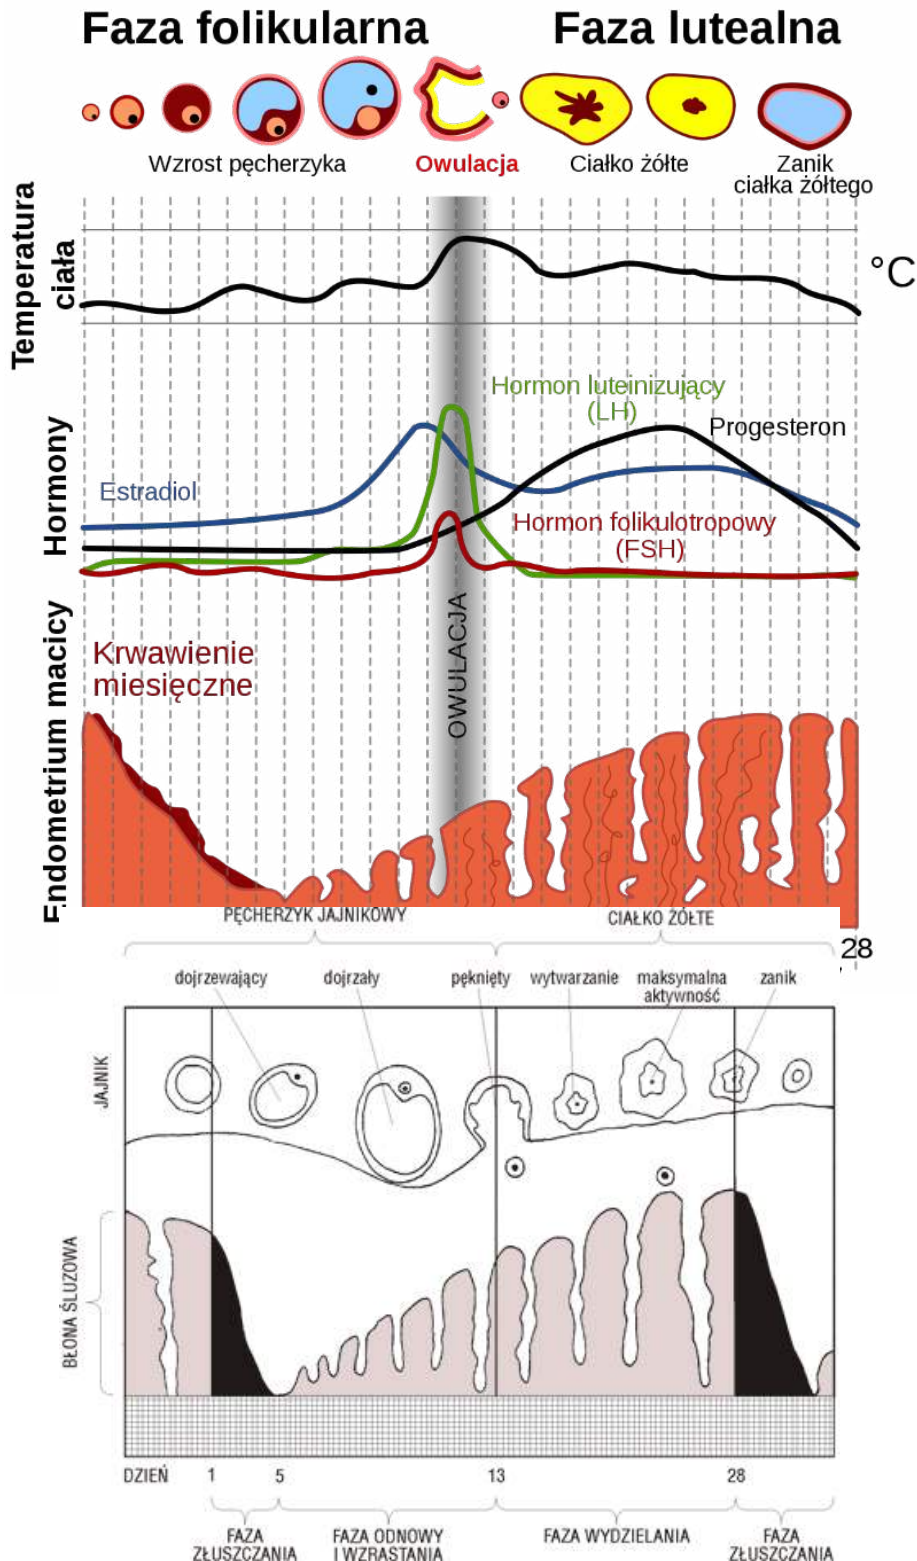 Faza folikularna
Faza lutealna
Wzrost pęcherzyka
Owulacja
Ciałko żółte
Zanik
ciałka żółtego
Temperatura
ciała
°C
Hormony
Hormon luteinizujący
(LH)
Progesteron
Estradiol
Hormon folikulotropowy
(FSH)
OWULACJA
Endometrium macicy
Krwawienie
miesięczne
28
PĘCHERZYK JAJNIKOWY
CIAŁKO ŻÓŁTE
dojrzewający
dojrzały
pęknięty
wytwarzanie
maksymalna
aktywność
zanik
JAJNIK
BŁONA ŚLUZOWA
DZIEŃ
1
5
13
28
FAZA
ZŁUSZCZANIA
FAZA ODNOWY
I WZRASTANIA
FAZA WYDZIELANIA
FAZA
ZŁUSZCZANIA